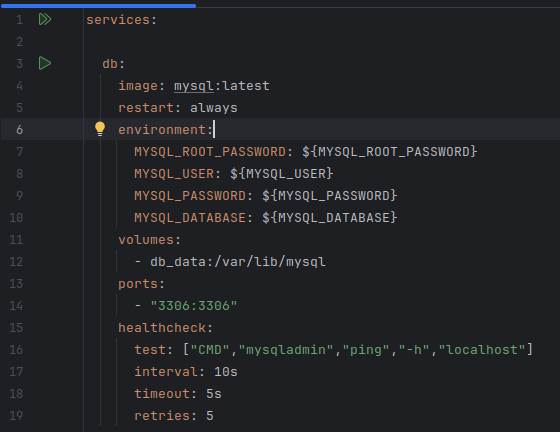 1 services:
2
3 db:
4 image: mysql:latest
5 restart: always
6 environment:
7 MYSQL_ROOT_PASSWORD: ${MYSQL_ROOT_PASSWORD}
8 MYSQL_USER: ${MYSQL_USER}
9 MYSQL_PASSWORD: ${MYSQL_PASSWORD}
10 MYSQL_DATABASE: ${MYSQL_DATABASE}
11 volumes:
12 - db_data:/var/lib/mysql
13 ports:
14 - "3306:3306"
15 healthcheck:
16 test: ["CMD","mysqladmin","ping","-h","localhost"]
17 interval: 10s
18 timeout: 5s
19 retries: 5